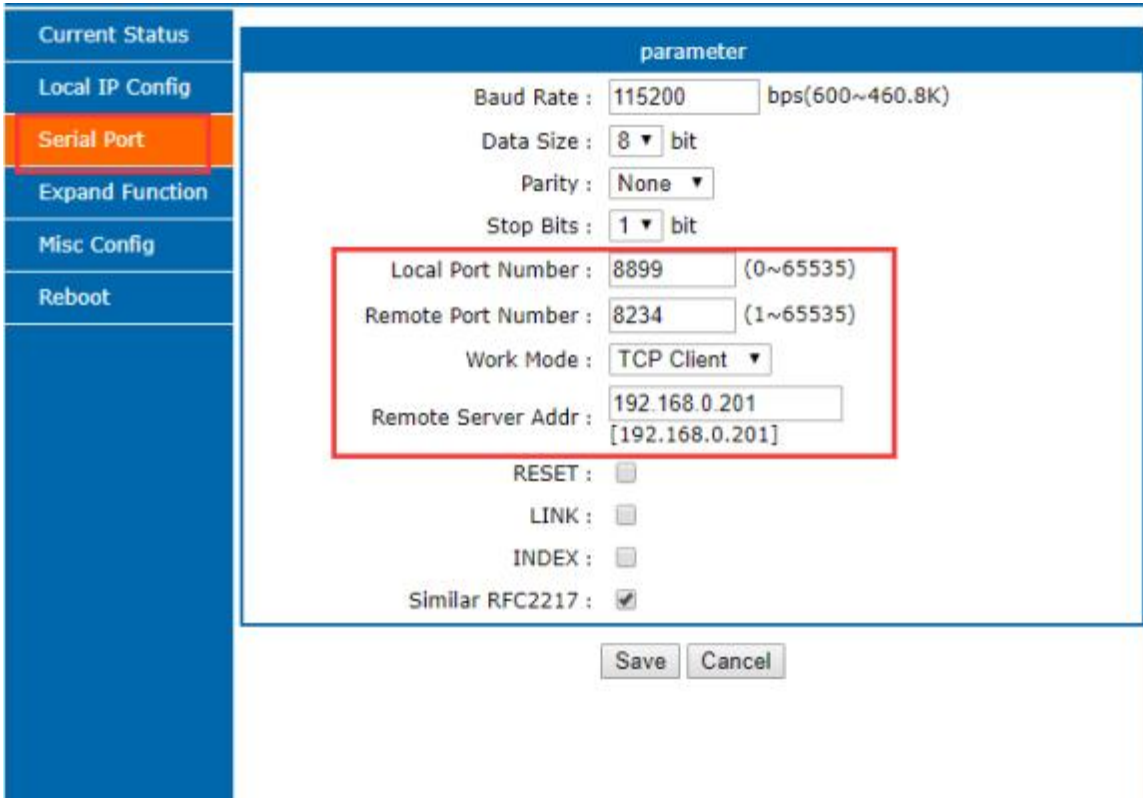 Current Status
Local IP Config
Serial Port
Expand Function
Misc Config
Reboot
parameter
Baud Rate : 115200 bps(600~460.8K)
Data Size : 8 bit
Parity : None
Stop Bits : 1 bit
Local Port Number : 8899 (0~65535)
Remote Port Number : 8234 (1~65535)
Work Mode : TCP Client
Remote Server Addr : 192.168.0.201
[192.168.0.201]
RESET :
LINK :
INDEX :
Similar RFC2217 :
Save Cancel